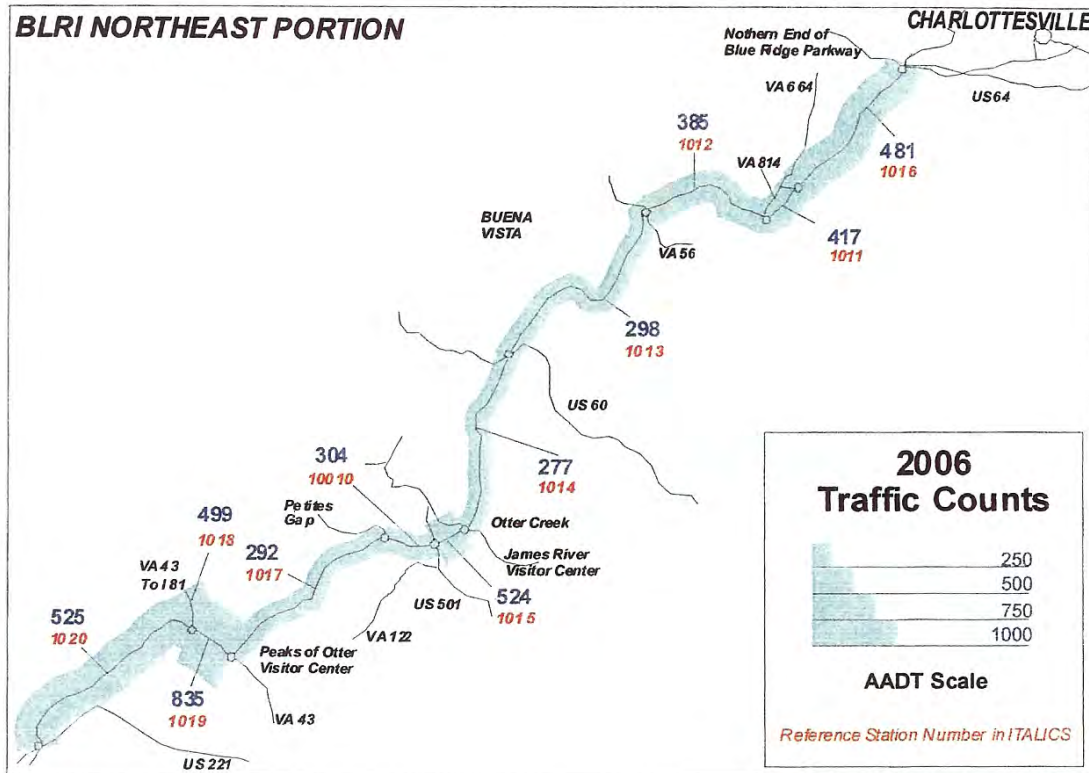 BLRI NORTHEAST PORTION
CHARLOTTESVILLE
Nothern End of
Blue Ridge Parkway
US 64
VA 664
385
1012
481
1016
VA 814
417
1011
BUENA
VISTA
VA 56
298
1013
US 60
277
1014
304
10010
Petites
Gap
Otter Creek
James River
Visitor Center
499
1018
292
1017
VA 43
To I 81
524
1015
US 501
VA 122
525
1020
Peaks of Otter
Visitor Center
835
1019
VA 43
US 221
2006
Traffic Counts
250
500
750
1000
AADT Scale
Reference Station Number in ITALICS